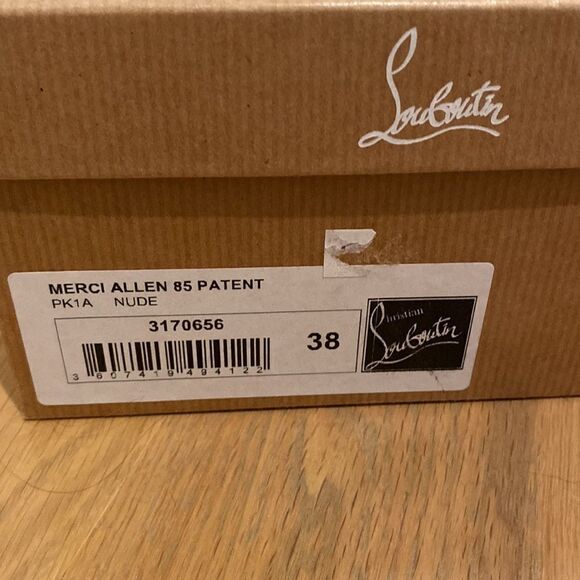 Louboutin
MERCI ALLEN 85 PATENT
PK1A NUDE
3170656
38
3 607419 494122
Christian
Louboutin